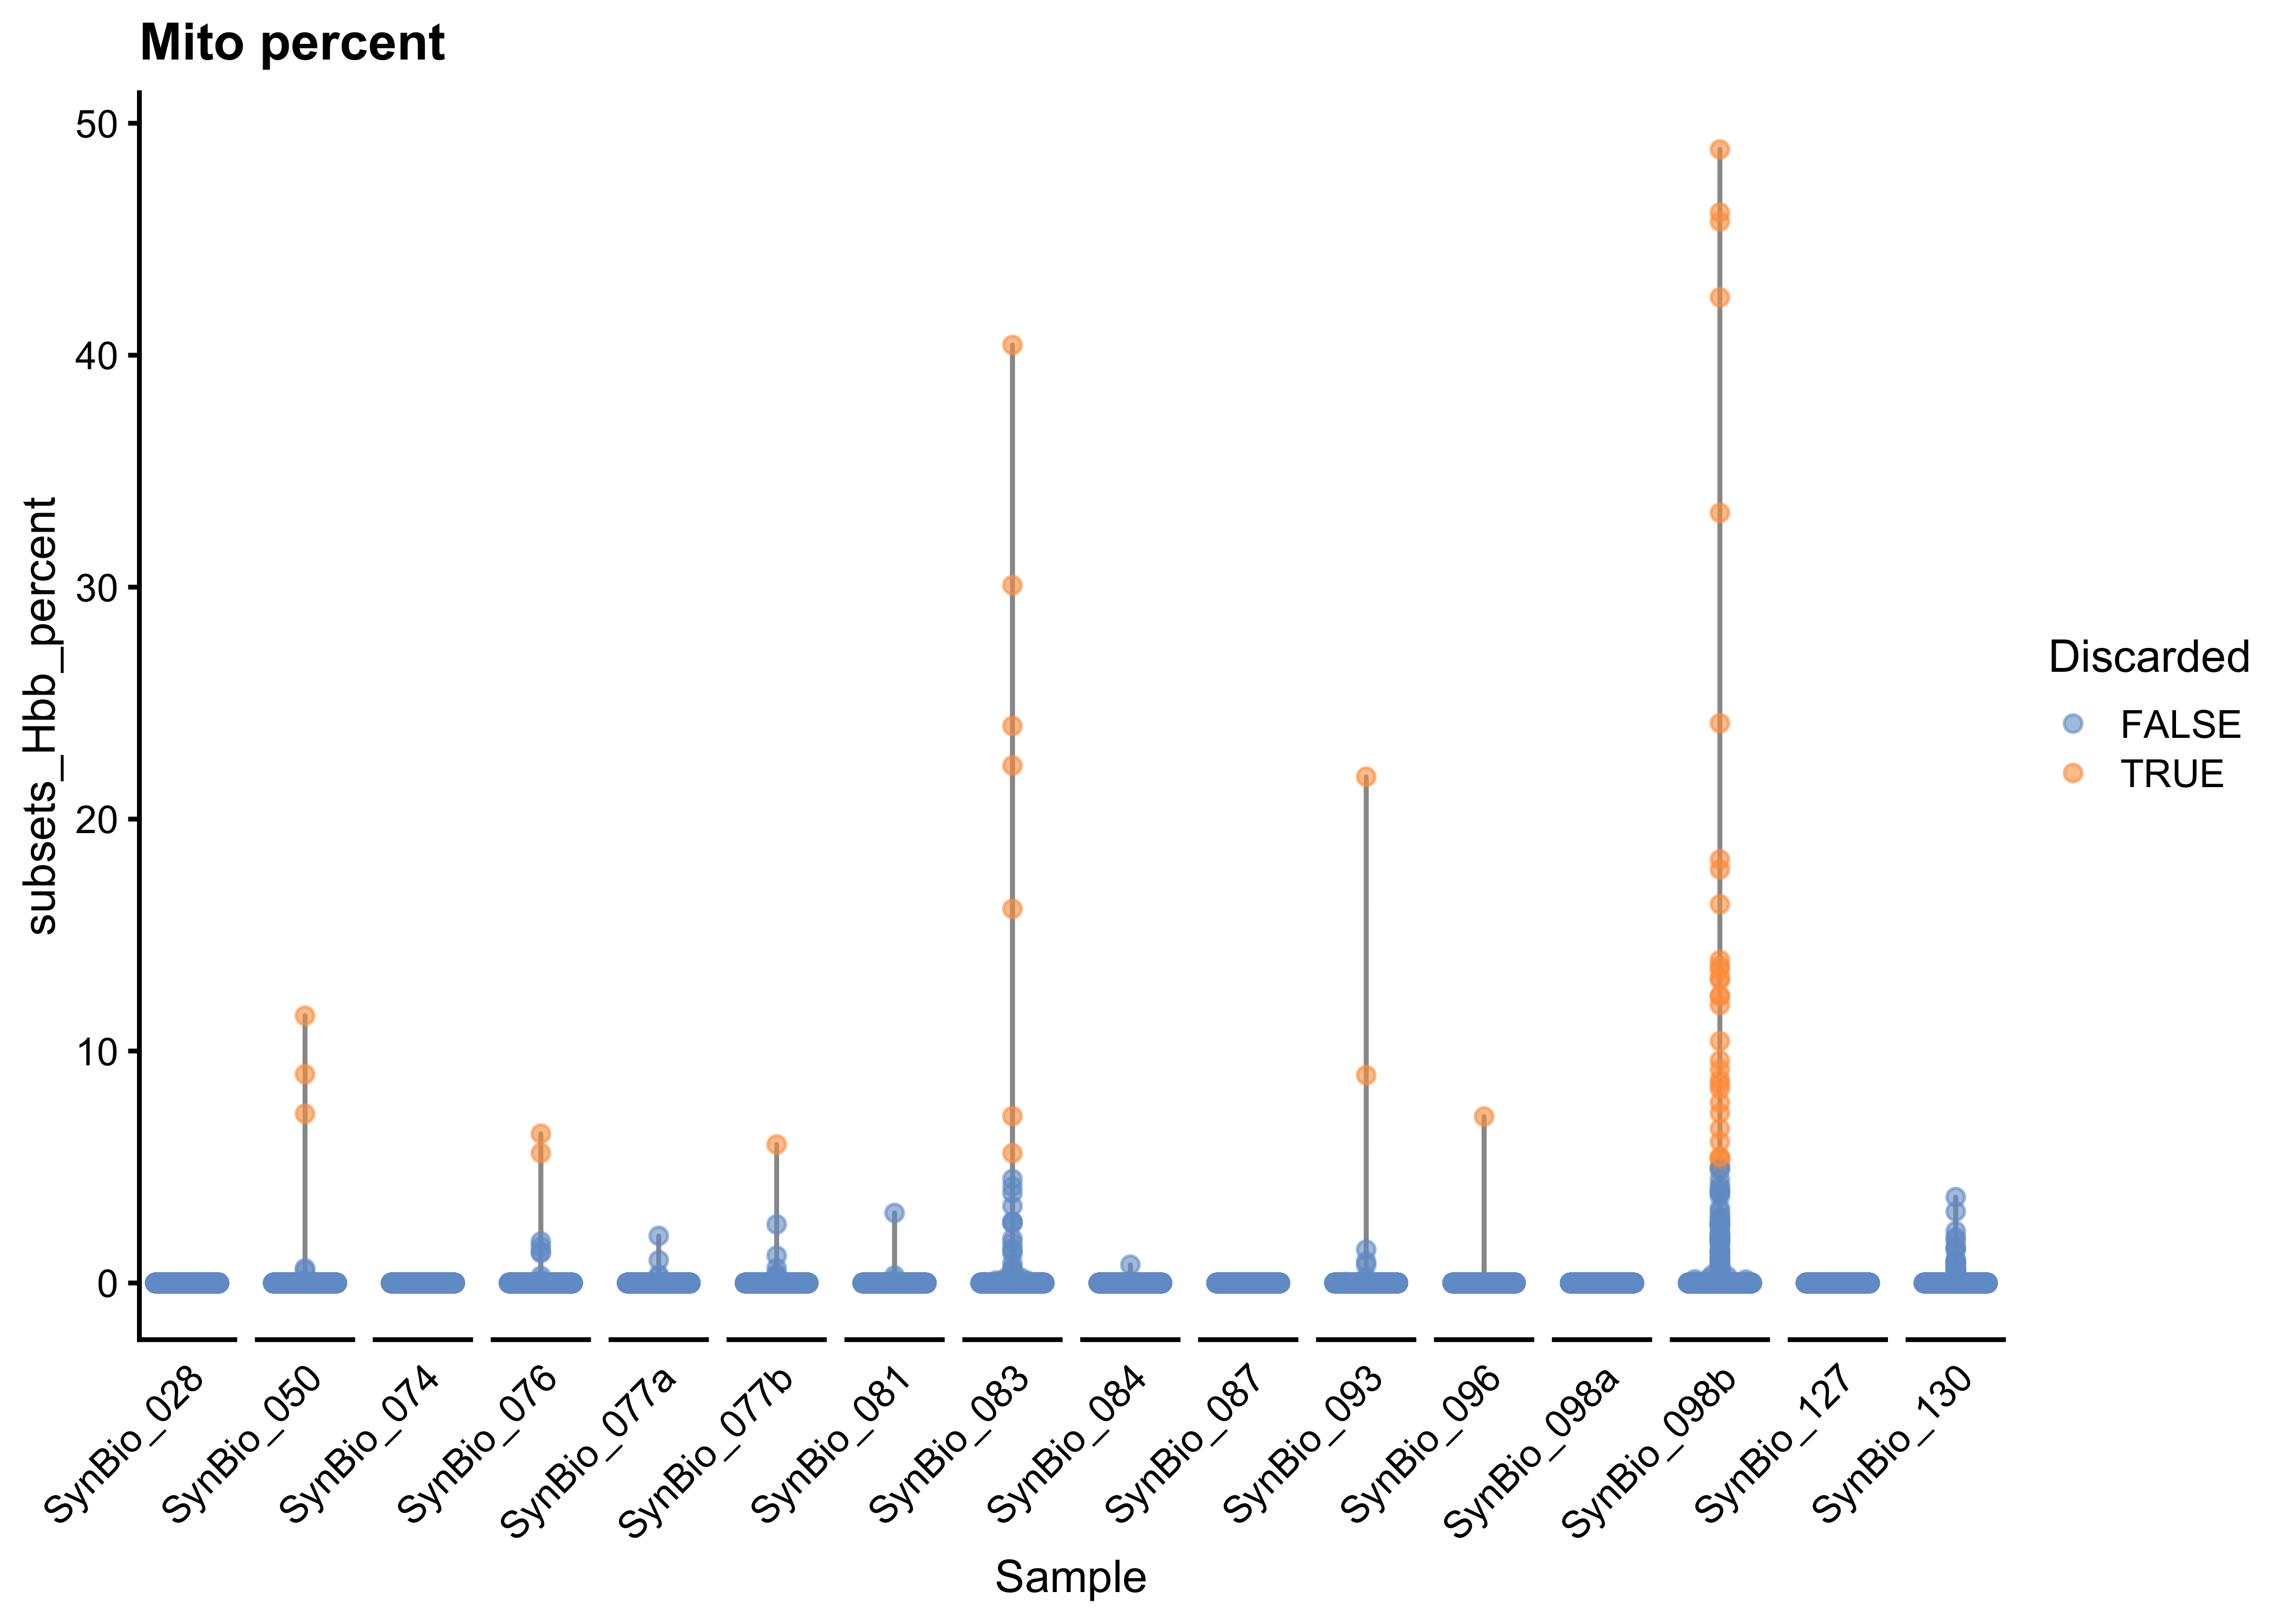 Mito percent
50
40
30
20
10
0
subsets_Hbb_percent
SynBio_028
SynBio_050
SynBio_074
SynBio_076
SynBio_077a
SynBio_077b
SynBio_081
SynBio_083
SynBio_084
SynBio_087
SynBio_093
SynBio_096
SynBio_098a
SynBio_098b
SynBio_127
SynBio_130
Sample
Discarded
FALSE
TRUE